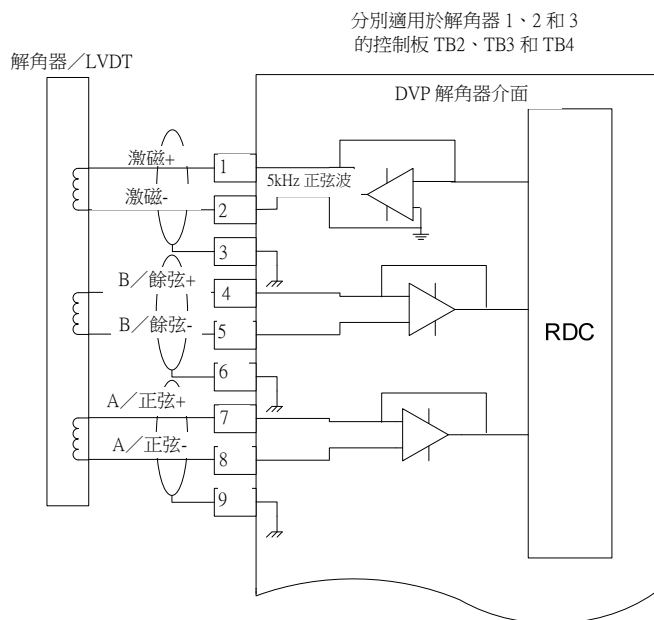 分別適用於解角器 1、2 和 3
的控制板 TB2、TB3 和 TB4
解角器／LVDT
DVP 解角器介面
激磁+
1
5kHz 正弦波
激磁-
2
3
B／餘弦+
4
B／餘弦-
5
RDC
6
A／正弦+
7
A／正弦-
8
9